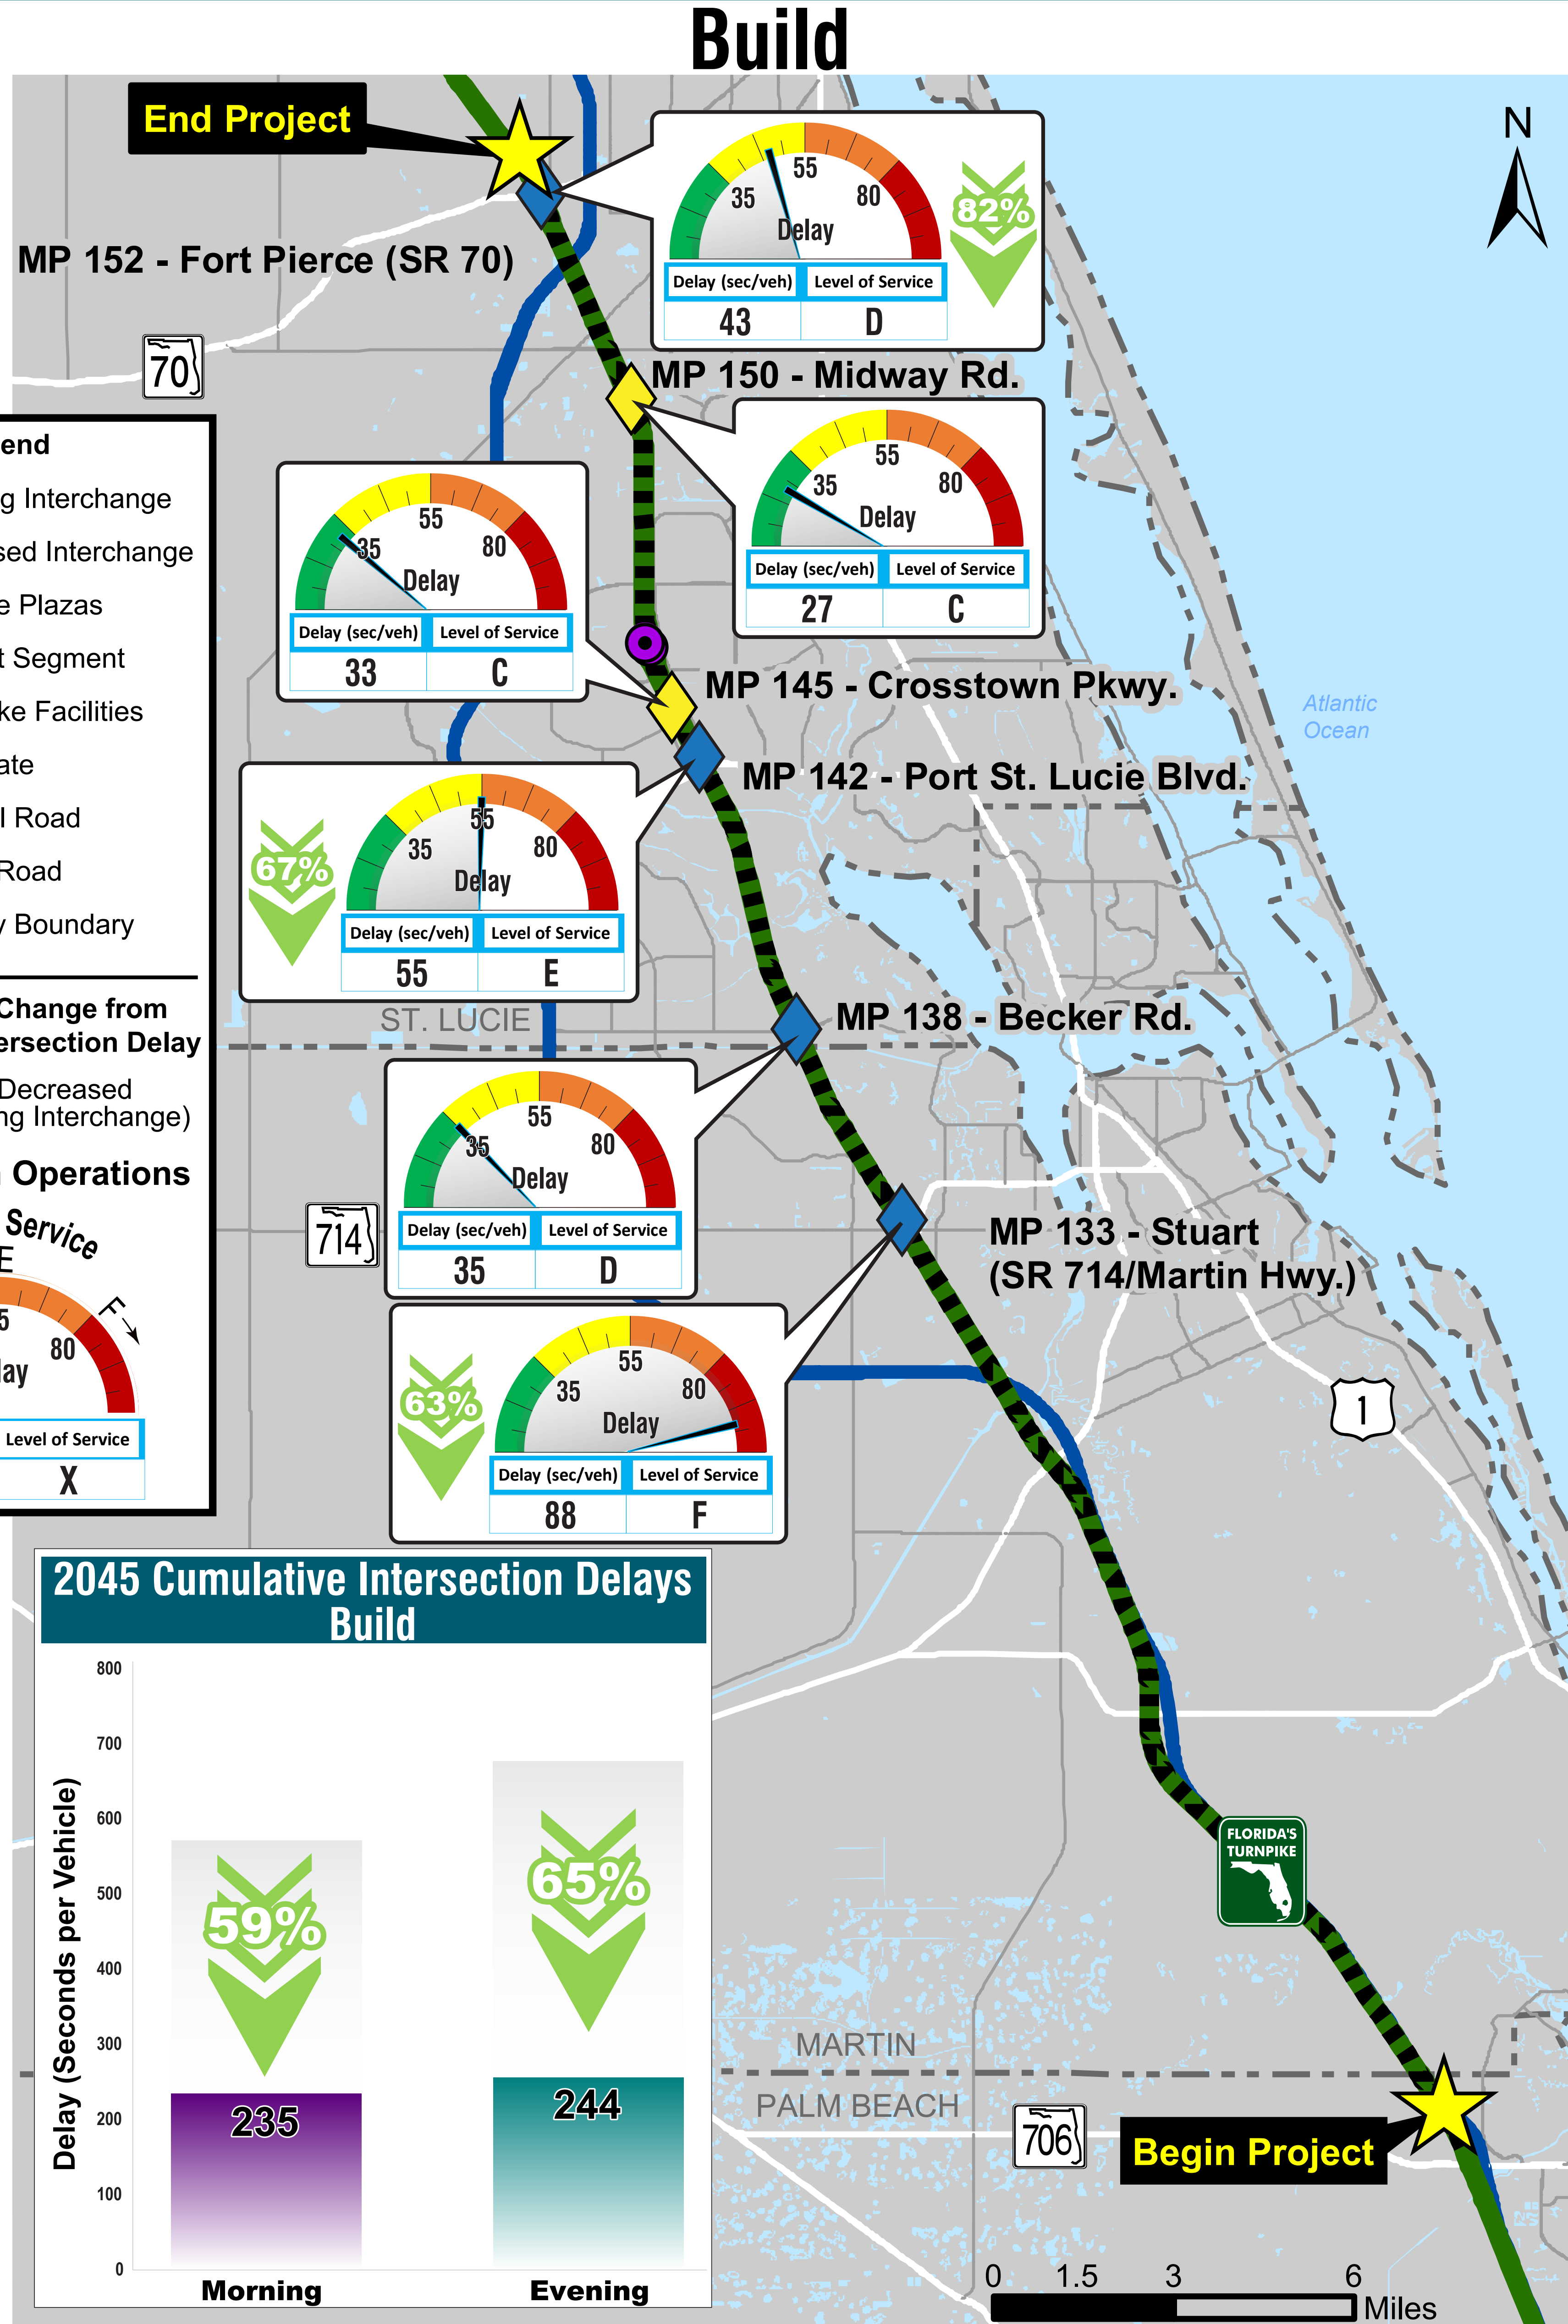 Build
End Project
N
35
55
80
Delay
82%
Delay (sec/veh) Level of Service
43 D
MP 152 - Fort Pierce (SR 70)
70
MP 150 - Midway Rd.
35
55
80
Delay
Delay (sec/veh) Level of Service
27 C
35
55
80
Delay
Delay (sec/veh) Level of Service
33 C
end
g Interchange
sed Interchange
e Plazas
t Segment
ke Facilities
ate
l Road
Road
y Boundary
Change from
ersection Delay
Decreased
ng Interchange)
n Operations
Service
E
F
5
80
lay
Level of Service
X
MP 145 - Crosstown Pkwy.
Atlantic
Ocean
MP 142 - Port St. Lucie Blvd.
67%
35
55
80
Delay
Delay (sec/veh) Level of Service
55 E
ST. LUCIE
MP 138 - Becker Rd.
35
55
80
Delay
Delay (sec/veh) Level of Service
35 D
714
MP 133 - Stuart
(SR 714/Martin Hwy.)
63%
35
55
80
Delay
Delay (sec/veh) Level of Service
88 F
1
2045 Cumulative Intersection Delays
Build
Delay (Seconds per Vehicle)
800
700
600
500
400
300
200
100
0
59%
65%
235
244
Morning Evening
FLORIDA'S
TURNPIKE
MARTIN
PALM BEACH
706
Begin Project
0 1.5 3 6
Miles